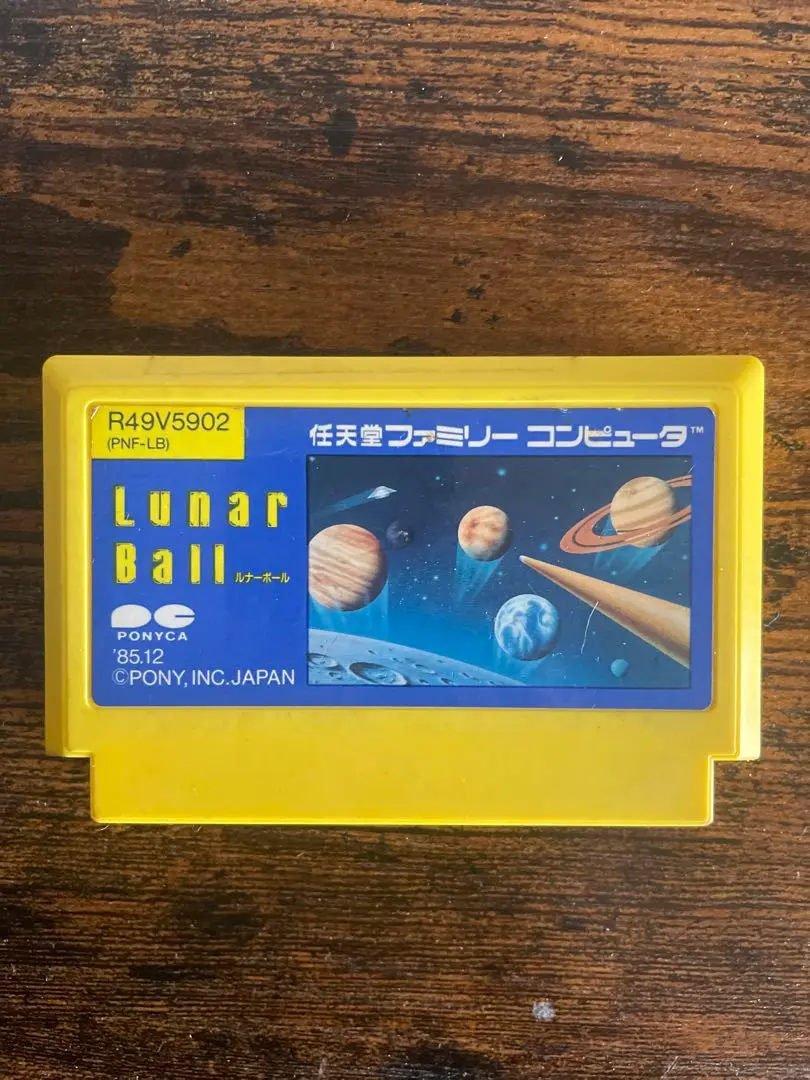 R49V5902
(PNF-LB)
任天堂ファミリー コンピュータ™
Lunar
Ball ルナーボール
PONYCA
'85.12
©PONY, INC. JAPAN